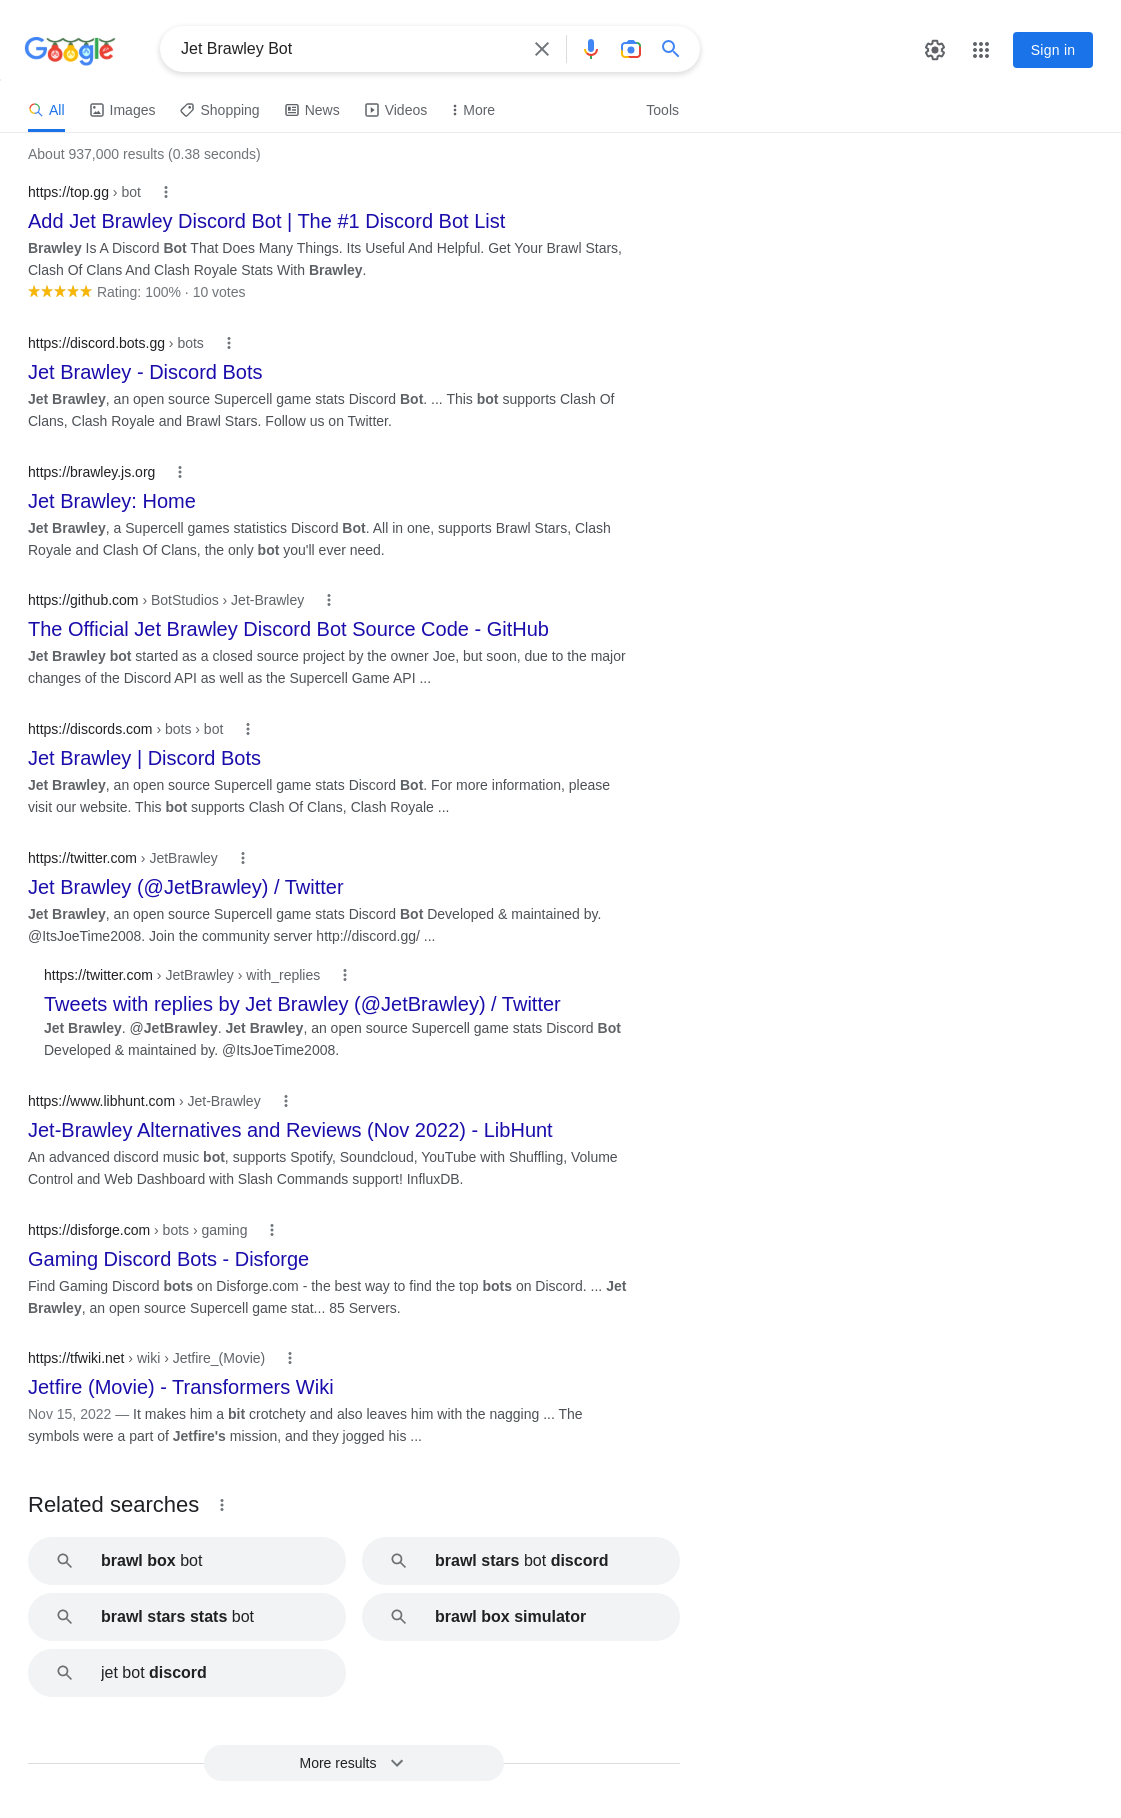 Google
Jet Brawley Bot
Sign in
All
Images
Shopping
News
Videos
More
Tools
About 937,000 results (0.38 seconds)
https://top.gg › bot
Add Jet Brawley Discord Bot | The #1 Discord Bot List
Brawley Is A Discord Bot That Does Many Things. Its Useful And Helpful. Get Your Brawl Stars,
Clash Of Clans And Clash Royale Stats With Brawley.
Rating: 100% · 10 votes
https://discord.bots.gg › bots
Jet Brawley - Discord Bots
Jet Brawley, an open source Supercell game stats Discord Bot. ... This bot supports Clash Of
Clans, Clash Royale and Brawl Stars. Follow us on Twitter.
https://brawley.js.org
Jet Brawley: Home
Jet Brawley, a Supercell games statistics Discord Bot. All in one, supports Brawl Stars, Clash
Royale and Clash Of Clans, the only bot you'll ever need.
https://github.com › BotStudios › Jet-Brawley
The Official Jet Brawley Discord Bot Source Code - GitHub
Jet Brawley bot started as a closed source project by the owner Joe, but soon, due to the major
changes of the Discord API as well as the Supercell Game API ...
https://discords.com › bots › bot
Jet Brawley | Discord Bots
Jet Brawley, an open source Supercell game stats Discord Bot. For more information, please
visit our website. This bot supports Clash Of Clans, Clash Royale ...
https://twitter.com › JetBrawley
Jet Brawley (@JetBrawley) / Twitter
Jet Brawley, an open source Supercell game stats Discord Bot Developed & maintained by.
@ItsJoeTime2008. Join the community server http://discord.gg/ ...
https://twitter.com › JetBrawley › with_replies
Tweets with replies by Jet Brawley (@JetBrawley) / Twitter
Jet Brawley. @JetBrawley. Jet Brawley, an open source Supercell game stats Discord Bot
Developed & maintained by. @ItsJoeTime2008.
https://www.libhunt.com › Jet-Brawley
Jet-Brawley Alternatives and Reviews (Nov 2022) - LibHunt
An advanced discord music bot, supports Spotify, Soundcloud, YouTube with Shuffling, Volume
Control and Web Dashboard with Slash Commands support! InfluxDB.
https://disforge.com › bots › gaming
Gaming Discord Bots - Disforge
Find Gaming Discord bots on Disforge.com - the best way to find the top bots on Discord. ... Jet
Brawley, an open source Supercell game stat... 85 Servers.
https://tfwiki.net › wiki › Jetfire_(Movie)
Jetfire (Movie) - Transformers Wiki
Nov 15, 2022 — It makes him a bit crotchety and also leaves him with the nagging ... The
symbols were a part of Jetfire's mission, and they jogged his ...
Related searches
brawl box bot
brawl stars bot discord
brawl stars stats bot
brawl box simulator
jet bot discord
More results